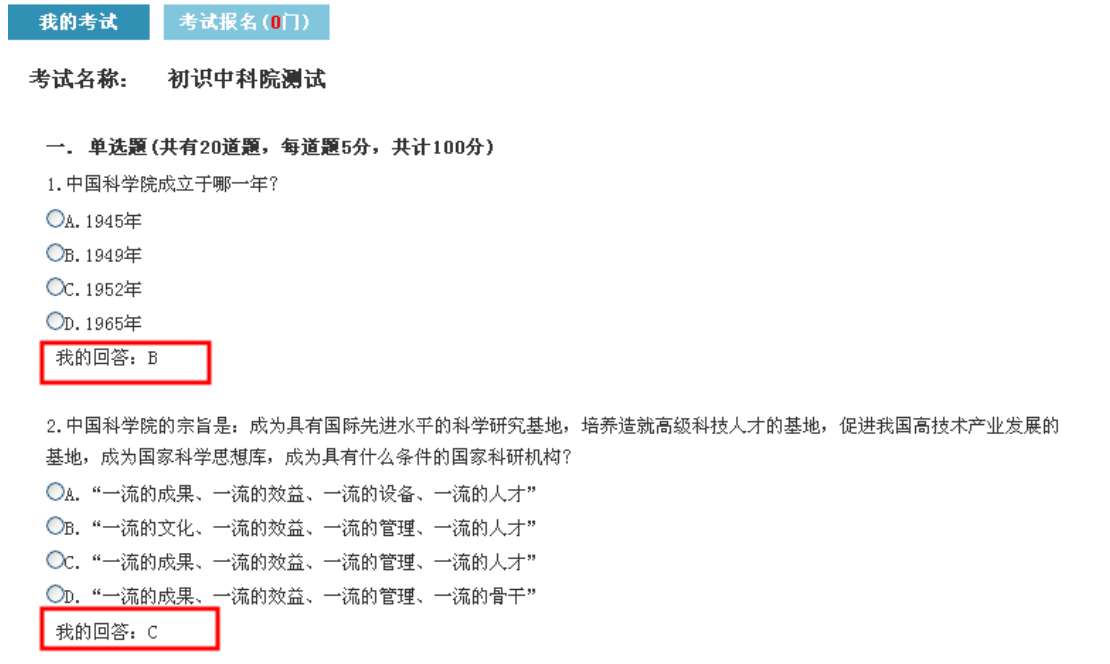 我的考试 考试报名(0门)
考试名称: 初识中科院测试
一. 单选题(共有20道题，每道题5分，共计100分)
1.中国科学院成立于哪一年?
A.1945年
B.1949年
C.1952年
D.1965年
我的回答：B
2.中国科学院的宗旨是：成为具有国际先进水平的科学研究基地，培养造就高级科技人才的基地，促进我国高技术产业发展的
基地，成为国家科学思想库，成为具有什么条件的国家科研机构?
A.“一流的成果、一流的效益、一流的设备、一流的人才”
B.“一流的文化、一流的效益、一流的管理、一流的人才”
C.“一流的成果、一流的效益、一流的管理、一流的人才”
D.“一流的成果、一流的效益、一流的管理、一流的骨干”
我的回答：C